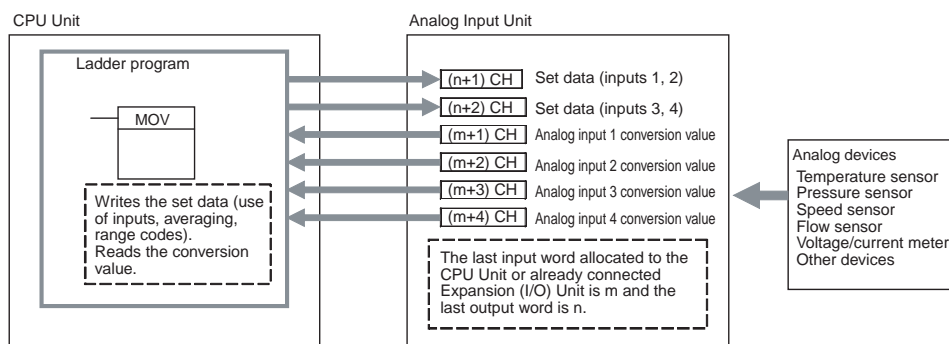 CPU Unit
Ladder program
MOV
Writes the set data (use
of inputs, averaging,
range codes).
Reads the conversion
value.
Analog Input Unit
(n+1) CH Set data (inputs 1, 2)
(n+2) CH Set data (inputs 3, 4)
(m+1) CH Analog input 1 conversion value
(m+2) CH Analog input 2 conversion value
(m+3) CH Analog input 3 conversion value
(m+4) CH Analog input 4 conversion value
The last input word allocated to the
CPU Unit or already connected
Expansion (I/O) Unit is m and the
last output word is n.
Analog devices
Temperature sensor
Pressure sensor
Speed sensor
Flow sensor
Voltage/current meter
Other devices